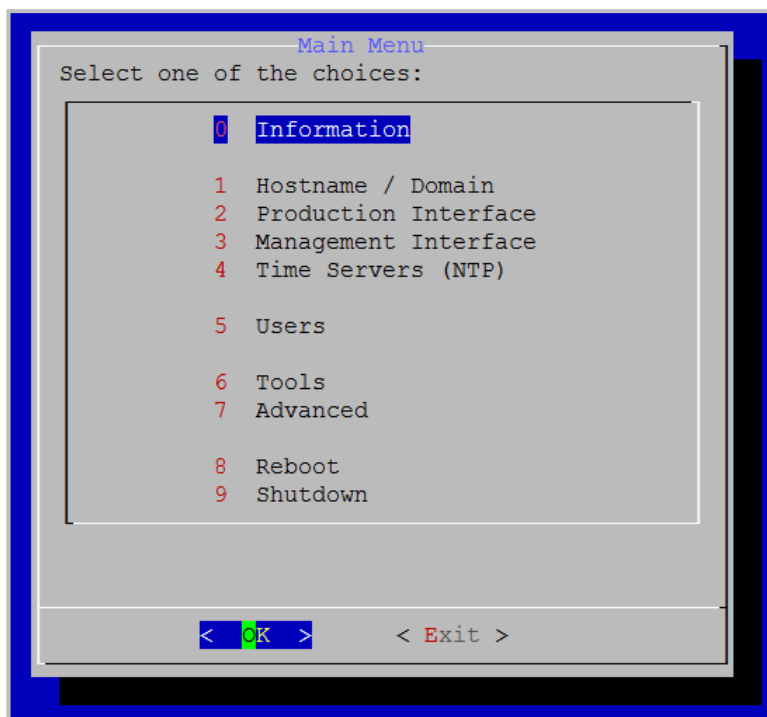 Main Menu
Select one of the choices:
0 Information
1 Hostname / Domain
2 Production Interface
3 Management Interface
4 Time Servers (NTP)
5 Users
6 Tools
7 Advanced
8 Reboot
9 Shutdown
< OK > < Exit >